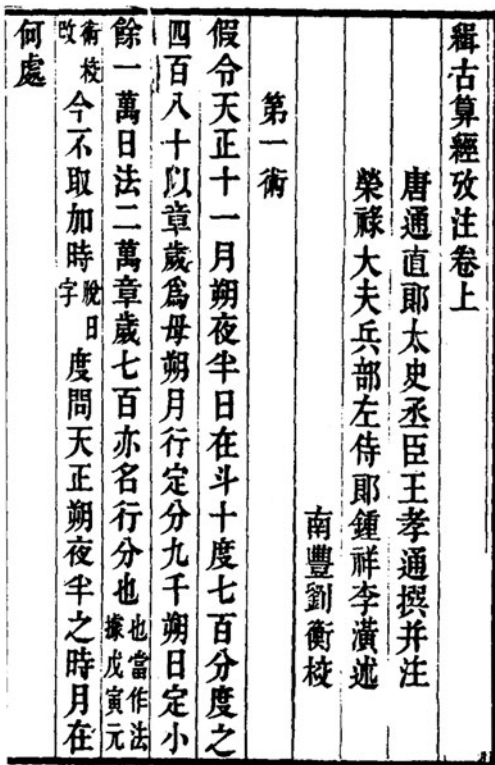 緝古算經攷注卷上
唐通直郎太史丞臣王孝通撰并注
榮祿大夫兵部左侍郎鍾祥李潢述
南豐劉衡校
第一術
假令天正十一月朔夜半日在斗十度七百分度之
四百八十以章歲爲母朔月行定分九千朔日定小
餘一萬日法二萬章歲七百亦名行分也也當作法據戊寅元
術校改今不取加時脫日字度問天正朔夜半之時月在
何處